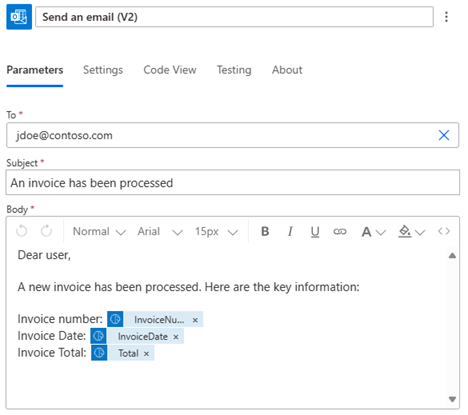 Send an email (V2)
Parameters Settings Code View Testing About
To *
jdoe@contoso.com
Subject *
An invoice has been processed
Body *
Normal Arial 15px B I U A
Dear user,
A new invoice has been processed. Here are the key information:
Invoice number: InvoiceNu... ×
Invoice Date: InvoiceDate ×
Invoice Total: Total ×